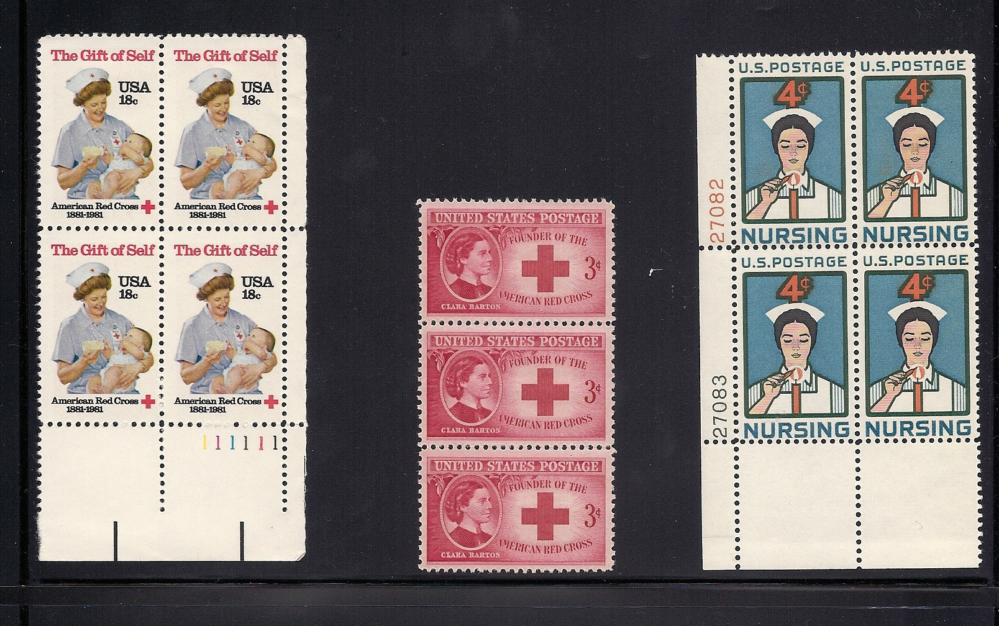 The Gift of Self
USA
18c
American Red Cross
1881-1981
The Gift of Self
USA
18c
American Red Cross
1881-1981
The Gift of Self
USA
18c
American Red Cross
1881-1981
The Gift of Self
USA
18c
American Red Cross
1881-1981
111111
UNITED STATES POSTAGE
FOUNDER OF THE
3¢
AMERICAN RED CROSS
CLARA BARTON
UNITED STATES POSTAGE
FOUNDER OF THE
3¢
AMERICAN RED CROSS
CLARA BARTON
UNITED STATES POSTAGE
FOUNDER OF THE
3¢
AMERICAN RED CROSS
CLARA BARTON
U.S.POSTAGE
4¢
NURSING
U.S.POSTAGE
4¢
NURSING
27082
U.S.POSTAGE
4¢
NURSING
U.S.POSTAGE
4¢
NURSING
27083